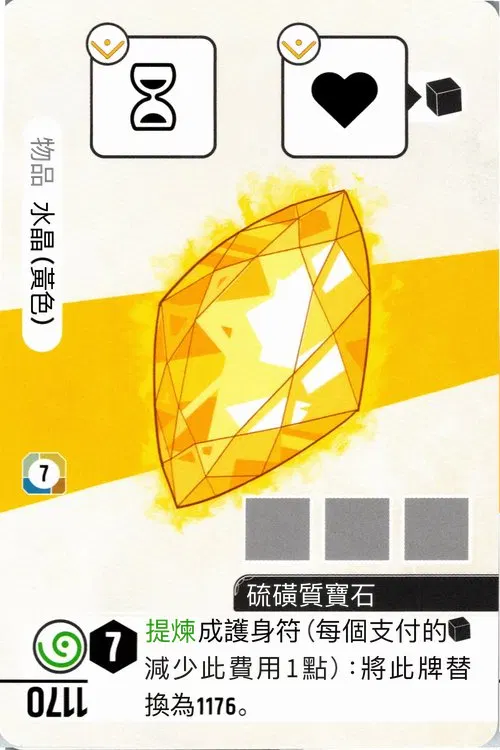 物品 水晶(黃色)
7
硫磺質寶石
7 提煉成護身符(每個支付的
減少此費用1點):將此牌替
換為1176。
1170